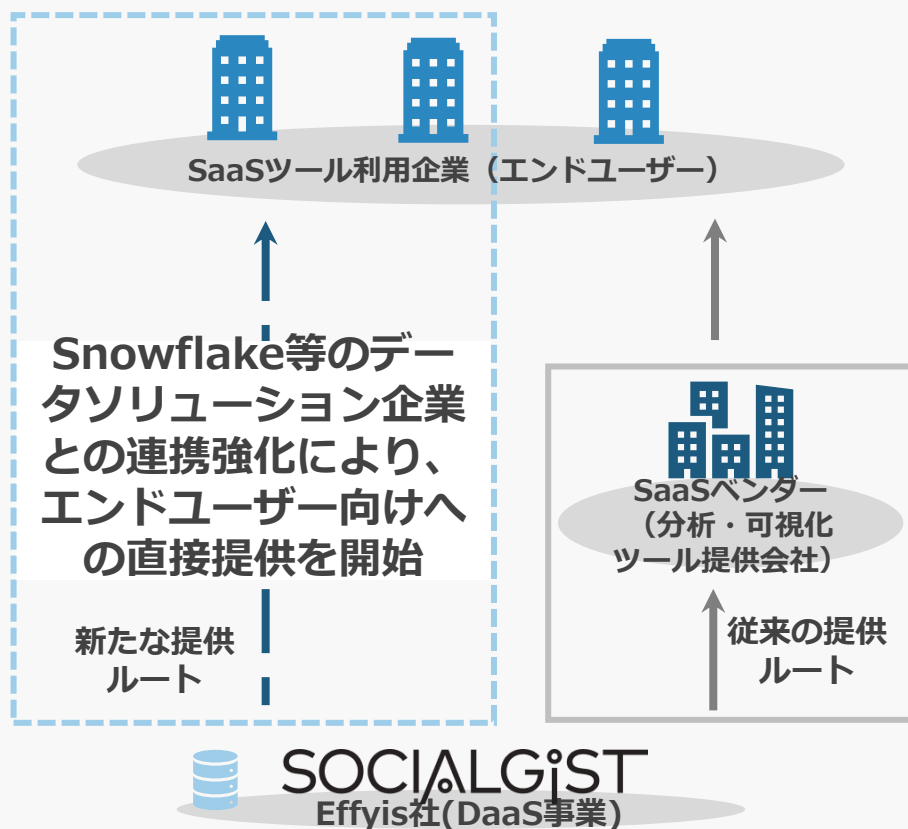 SaaSツール利用企業（エンドユーザー）
Snowflake等のデー
タソリューション企業
との連携強化により、
エンドユーザー向けへ
の直接提供を開始
SaaSベンダー
（分析・可視化
ツール提供会社）
新たな提供
ルート
従来の提供
ルート
SOCIALGiST
Effyis社(DaaS事業)